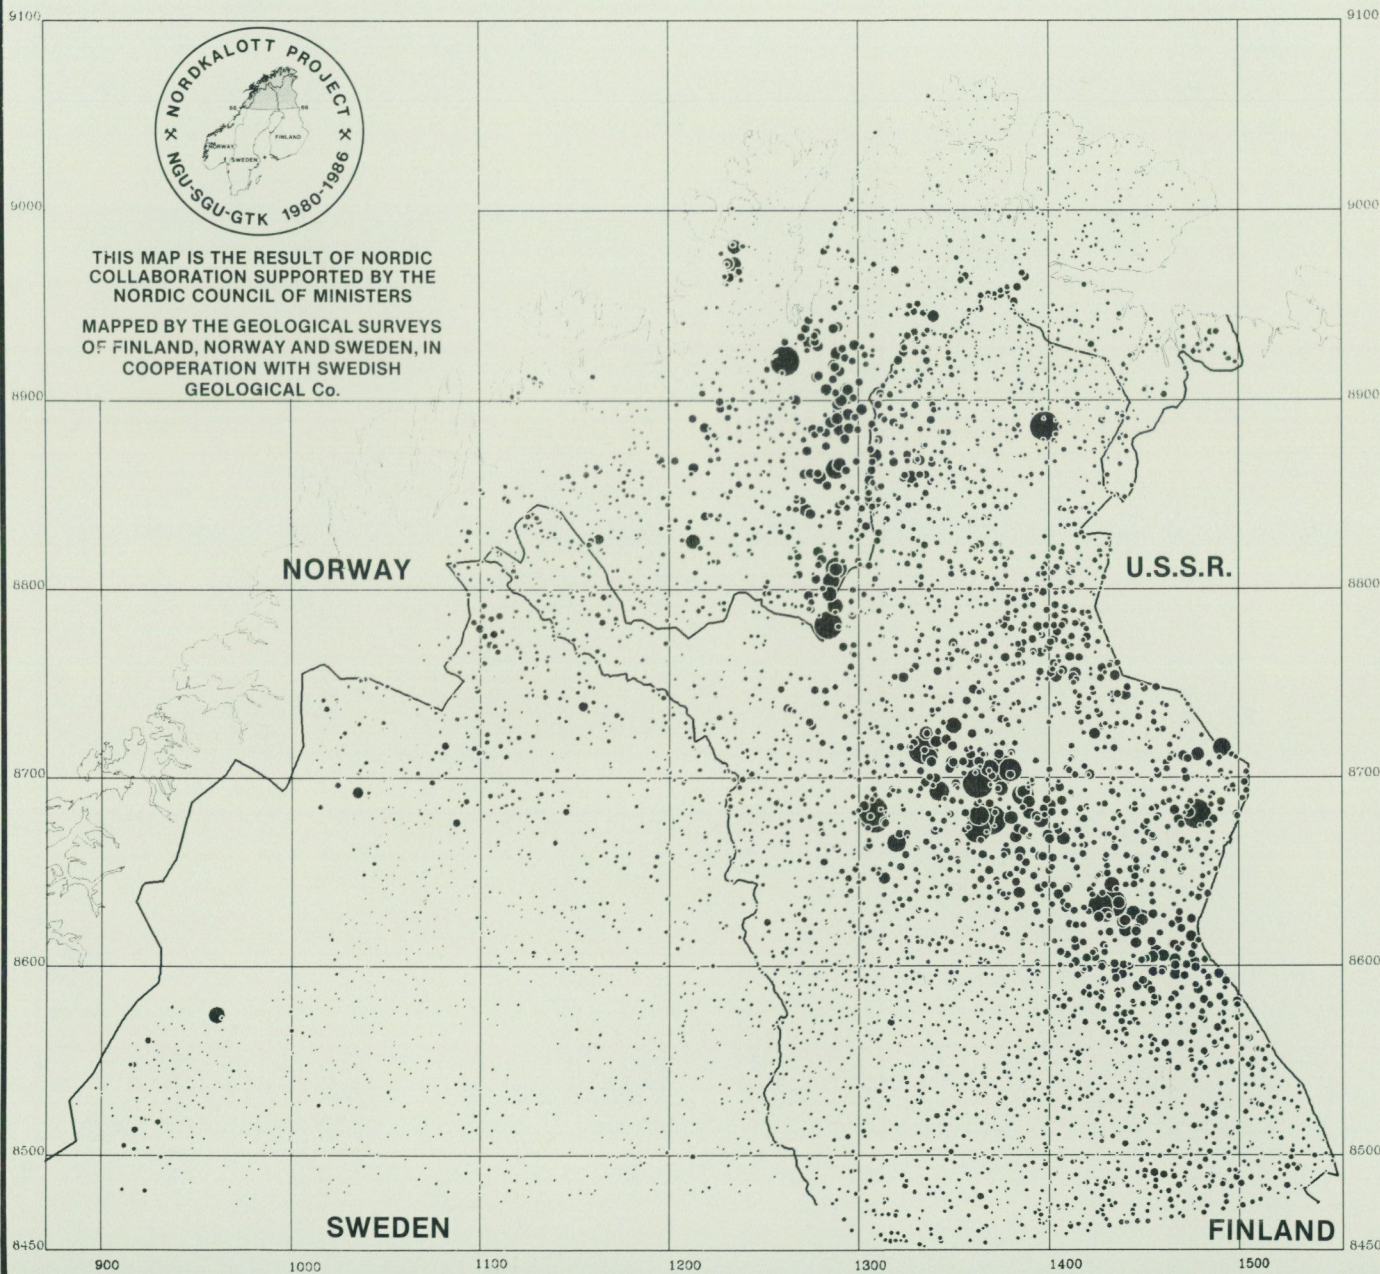 9100
9100
NORDKALOTT PROJECT
66
66
FINLAND
NORWAY
SWEDEN
NGU-SGU-GTK 1980-1986
9000
9000
THIS MAP IS THE RESULT OF NORDIC
COLLABORATION SUPPORTED BY THE
NORDIC COUNCIL OF MINISTERS
MAPPED BY THE GEOLOGICAL SURVEYS
OF FINLAND, NORWAY AND SWEDEN, IN
COOPERATION WITH SWEDISH
GEOLOGICAL Co.
8900
8900
NORWAY
U.S.S.R.
8800
8800
8700
8700
8600
8600
8500
8500
SWEDEN
FINLAND
8450
8450
900
1000
1100
1200
1300
1400
1500